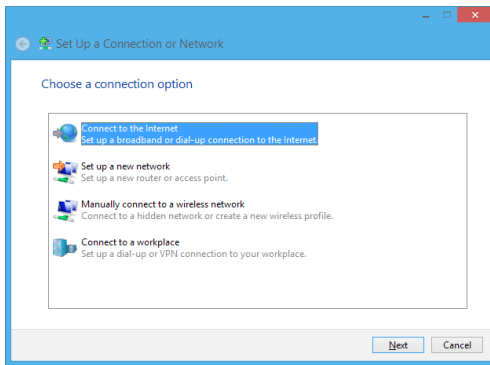 Set Up a Connection or Network
Choose a connection option
Connect to the Internet
Set up a broadband or dial-up connection to the Internet.
Set up a new network
Set up a new router or access point.
Manually connect to a wireless network
Connect to a hidden network or create a new wireless profile.
Connect to a workplace
Set up a dial-up or VPN connection to your workplace.
Next Cancel